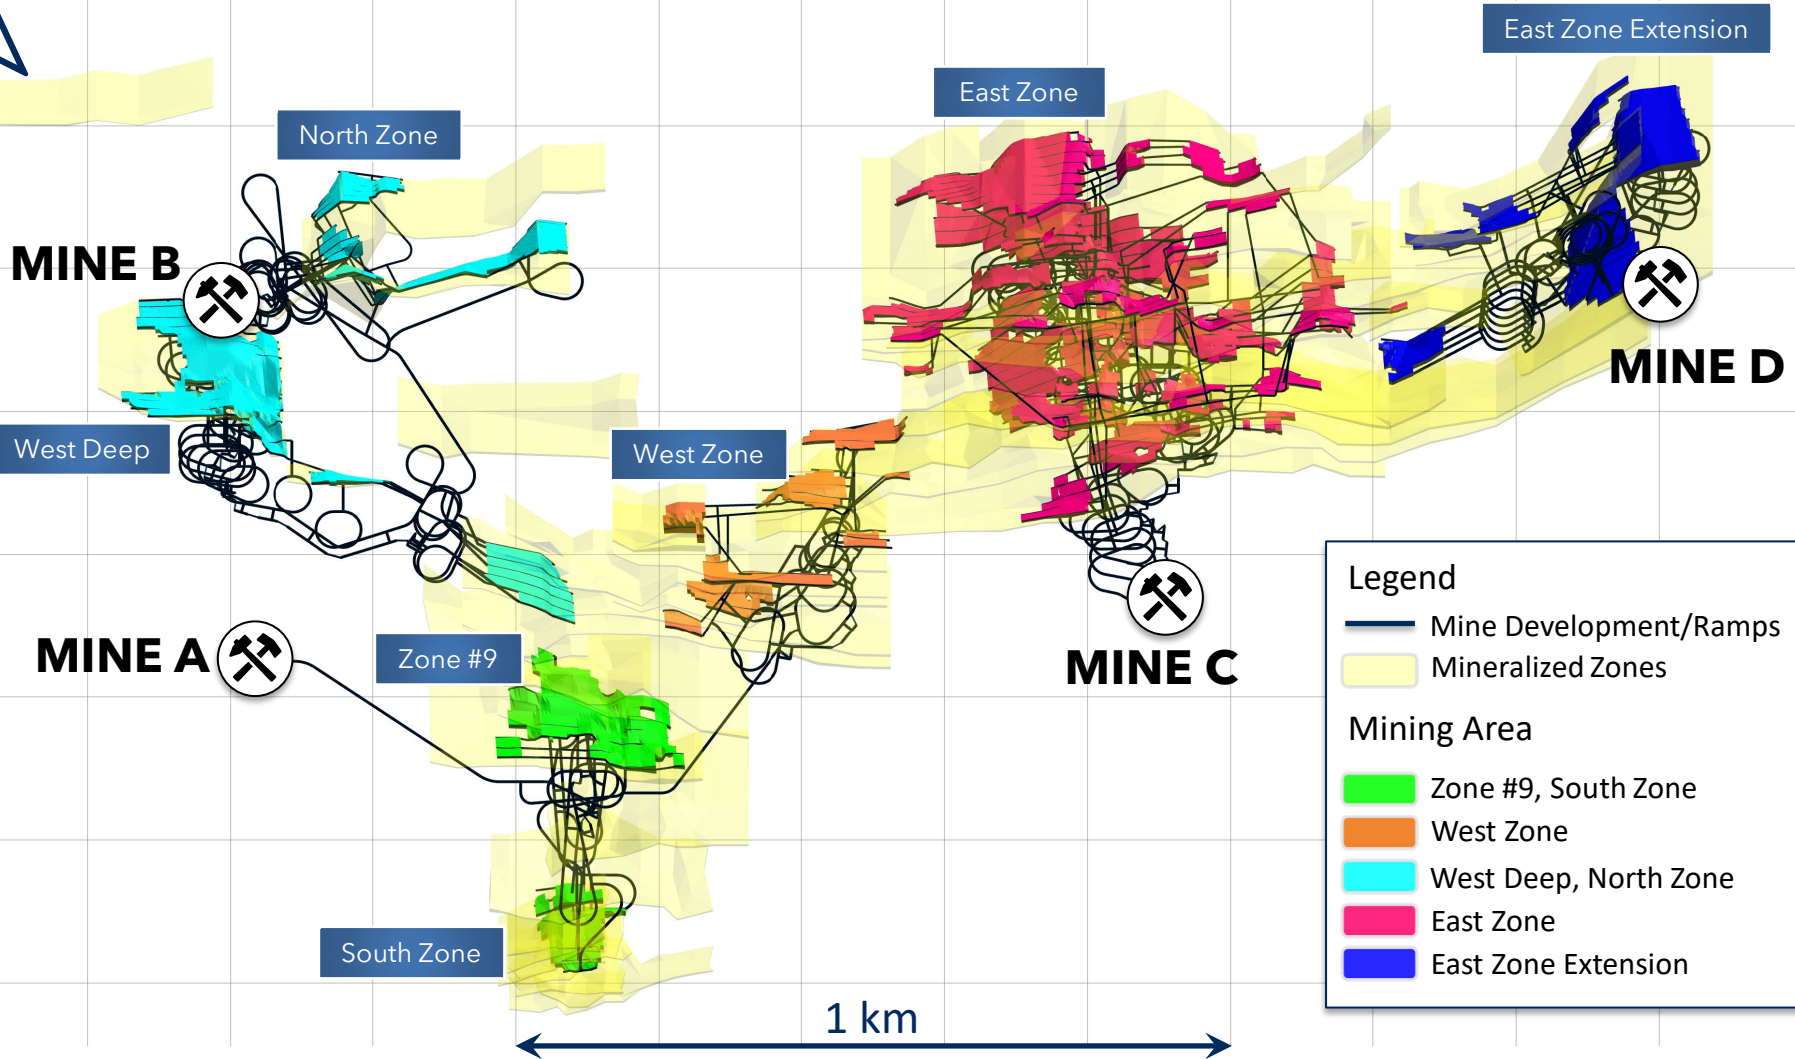 East Zone Extension
East Zone
North Zone
MINE B
MINE D
West Deep
West Zone
Legend
Mine Development/Ramps
Mineralized Zones
Mining Area
Zone #9, South Zone
West Zone
West Deep, North Zone
East Zone
East Zone Extension
MINE A
Zone #9
MINE C
South Zone
1 km